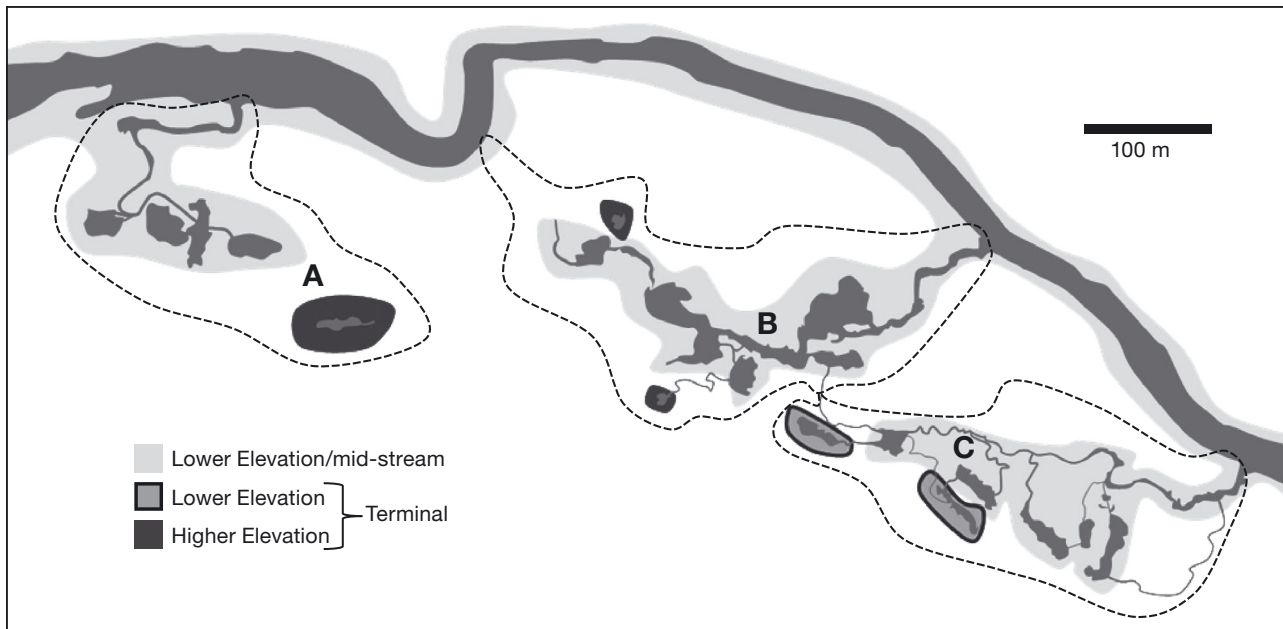 100 m
A
B
C
Lower Elevation/mid-stream
Lower Elevation
Terminal
Higher Elevation